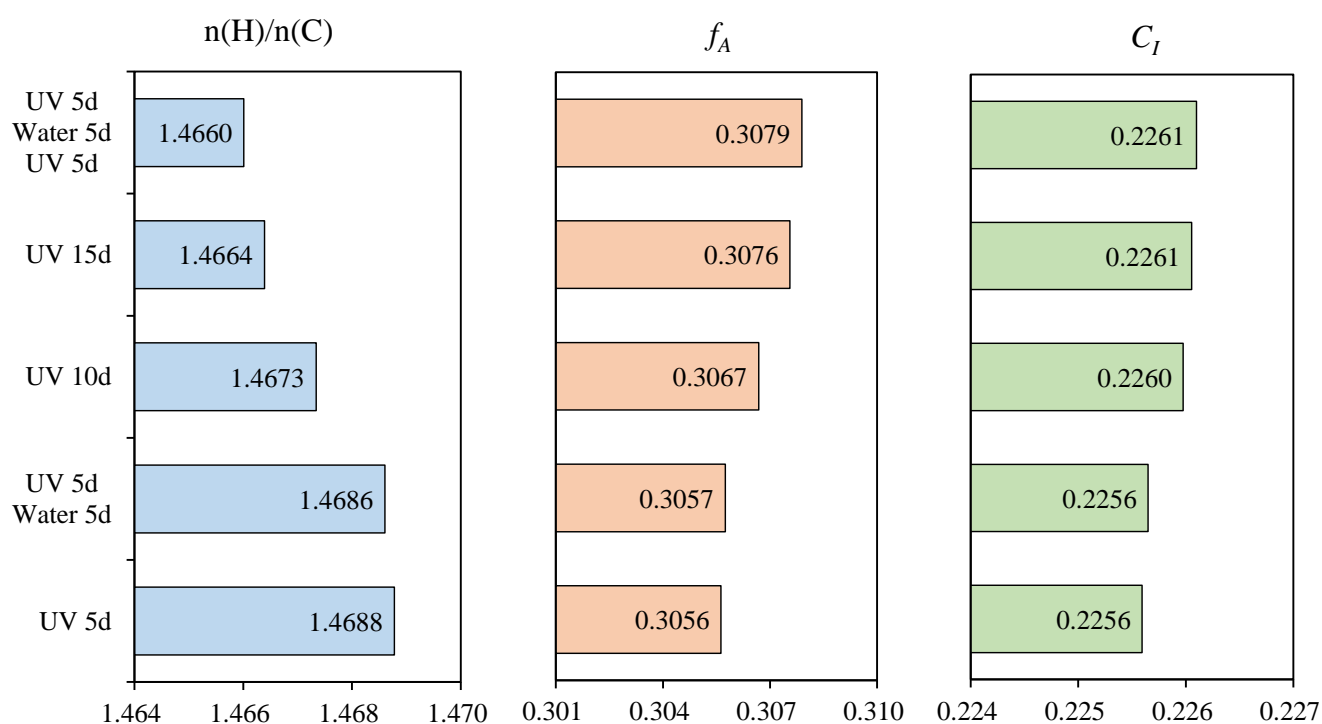 n(H)/n(C)
UV 5d
Water 5d
UV 5d
UV 15d
UV 10d
UV 5d
Water 5d
UV 5d
1.4660
1.4664
1.4673
1.4686
1.4688
1.464 1.466 1.468 1.470
f_A
0.3079
0.3076
0.3067
0.3057
0.3056
0.301 0.304 0.307 0.310
C_I
0.2261
0.2261
0.2260
0.2256
0.2256
0.224 0.225 0.226 0.227